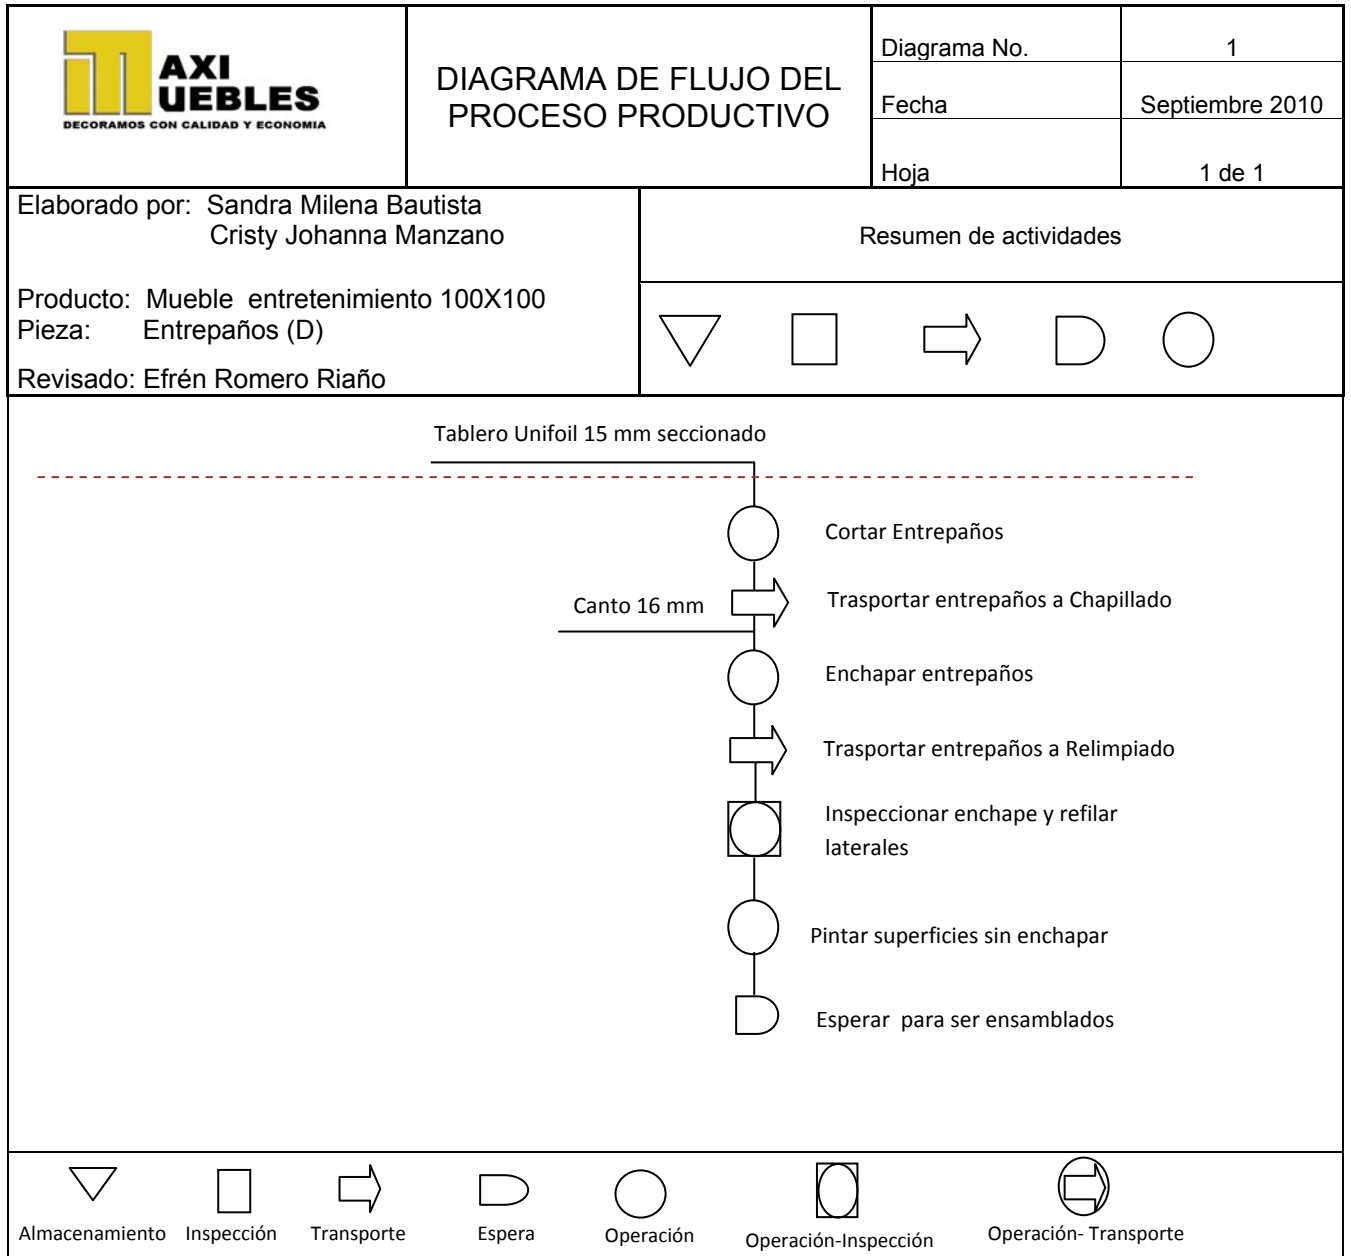 AXI
UEBLES
DECORAMOS CON CALIDAD Y ECONOMIA
DIAGRAMA DE FLUJO DEL
PROCESO PRODUCTIVO
Diagrama No.
1
Fecha
Septiembre 2010
Hoja
1 de 1
Elaborado por: Sandra Milena Bautista
Cristy Johanna Manzano
Producto: Mueble entretenimiento 100X100
Pieza: Entrepaños (D)
Revisado: Efrén Romero Riaño
Resumen de actividades
Tablero Unifoil 15 mm seccionado
Cortar Entrepaños
Trasportar entrepaños a Chapillado
Canto 16 mm
Enchapar entrepaños
Trasportar entrepaños a Relimpiado
Inspeccionar enchape y refilar
laterales
Pintar superficies sin enchapar
Esperar para ser ensamblados
Almacenamiento
Inspección
Transporte
Espera
Operación
Operación-Inspección
Operación- Transporte